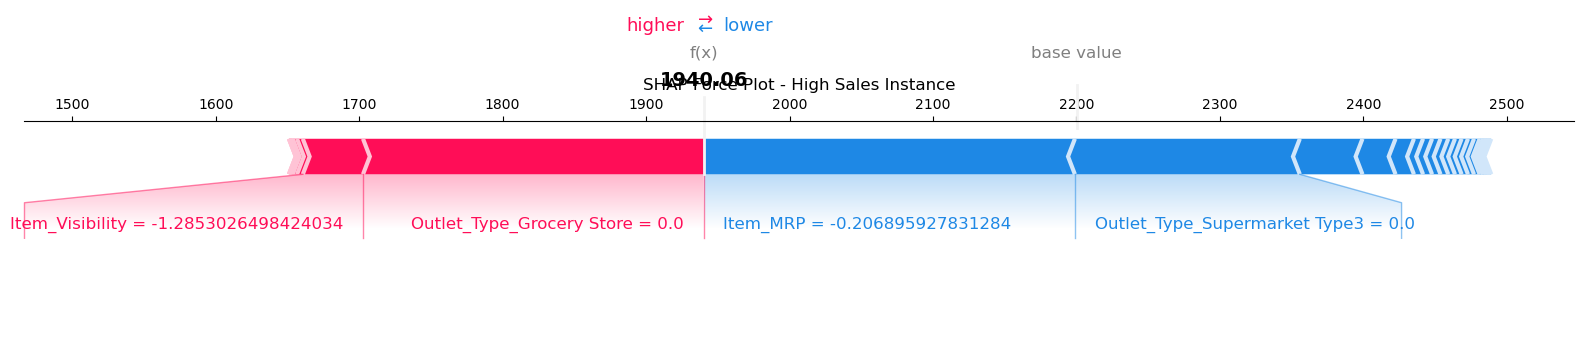 higher ⇄ lower
f(x) base value
1940.06
SHAP Force Plot - High Sales Instance
1500 1600 1700 1800 1900 2000 2100 2200 2300 2400 2500
Item_Visibility = -1.2853026498424034 Outlet_Type_Grocery Store = 0.0 Item_MRP = -0.206895927831284 Outlet_Type_Supermarket Type3 = 0.0